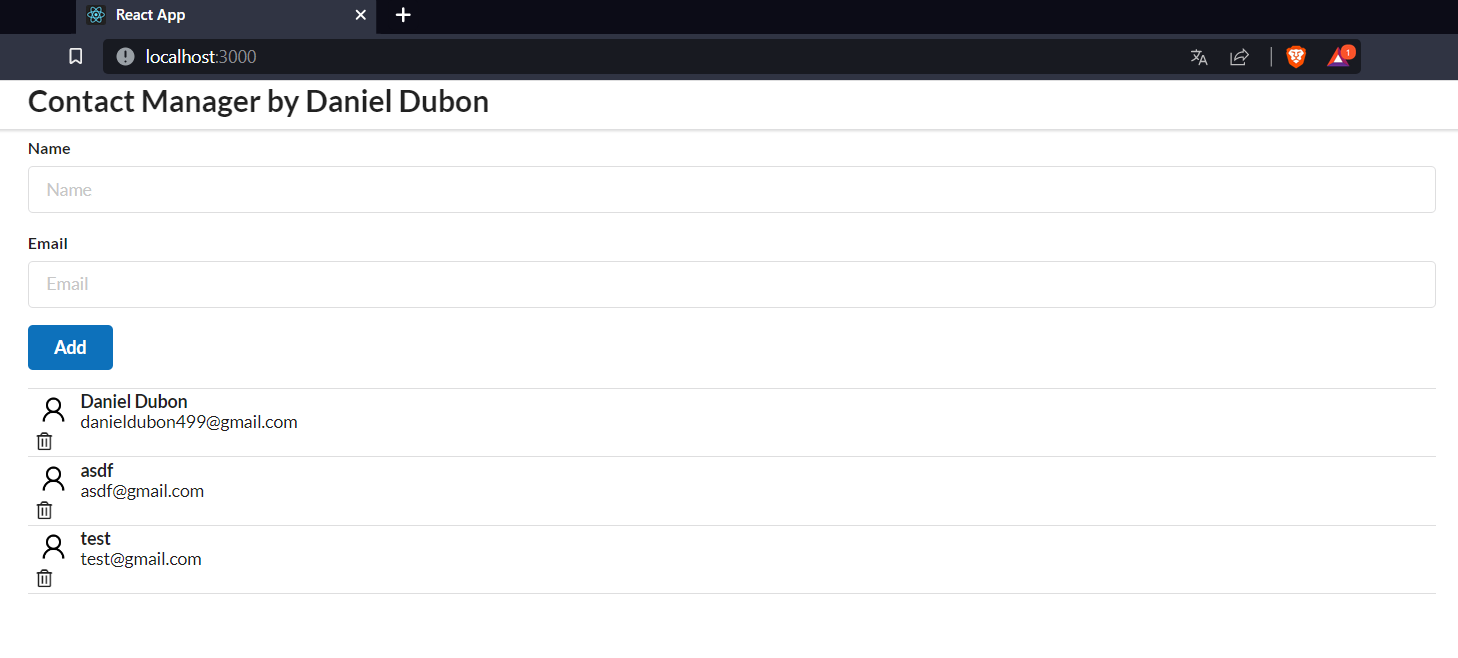 React App
localhost:3000
1
Contact Manager by Daniel Dubon
Name
Name
Email
Email
Add
Daniel Dubon
danieldubon499@gmail.com
asdf
asdf@gmail.com
test
test@gmail.com